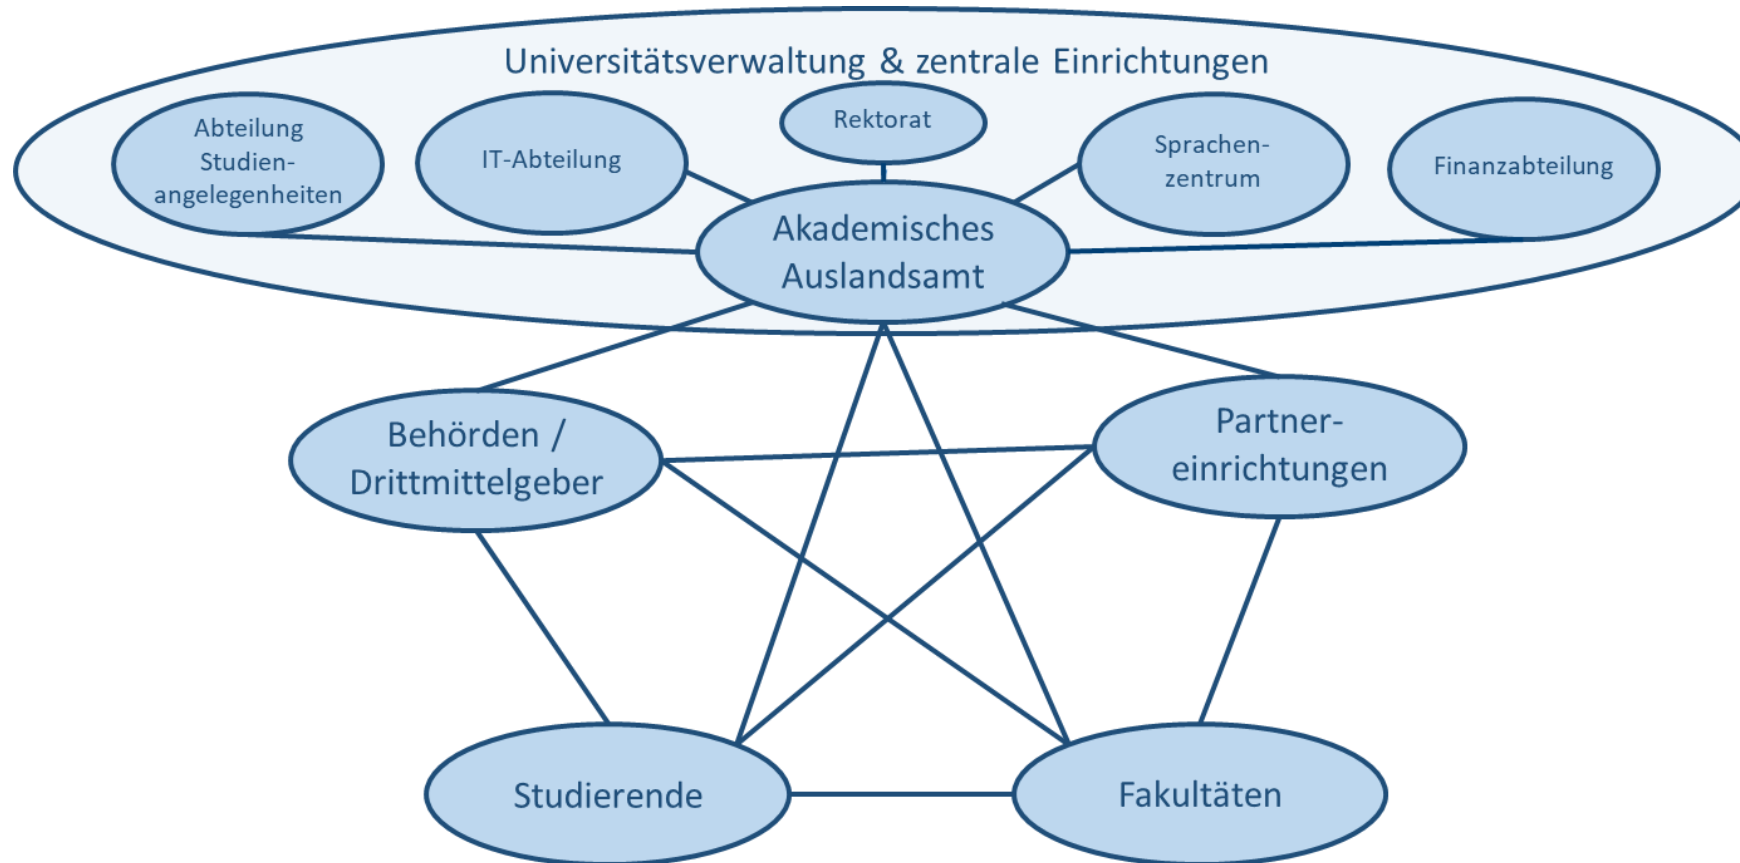 Universitätsverwaltung & zentrale Einrichtungen
Abteilung
Studien-
angelegenheiten
IT-Abteilung
Rektorat
Sprachen-
zentrum
Finanzabteilung
Akademisches
Auslandsamt
Behörden /
Drittmittelgeber
Partner-
einrichtungen
Studierende
Fakultäten